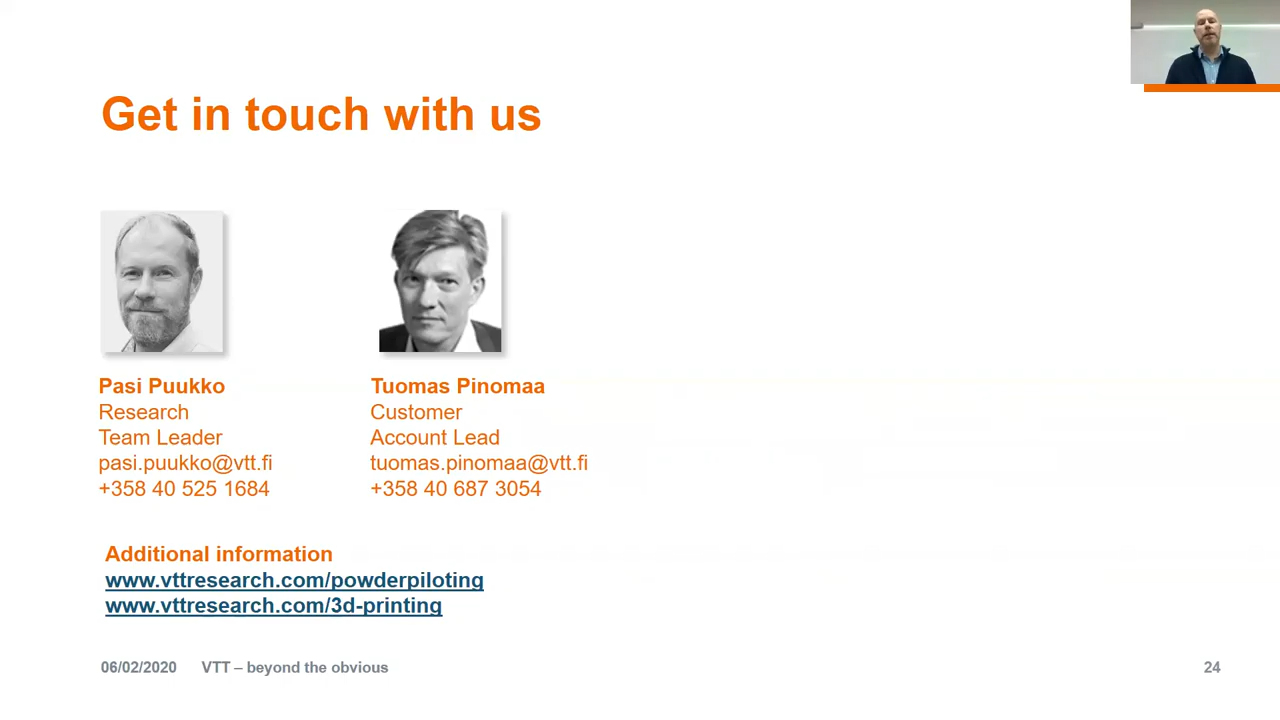 Get in touch with us
Pasi Puukko
Research
Team Leader
pasi.puukko@vtt.fi
+358 40 525 1684
Tuomas Pinomaa
Customer
Account Lead
tuomas.pinomaa@vtt.fi
+358 40 687 3054
Additional information
www.vttresearch.com/powderpiloting
www.vttresearch.com/3d-printing
06/02/2020 VTT – beyond the obvious 24